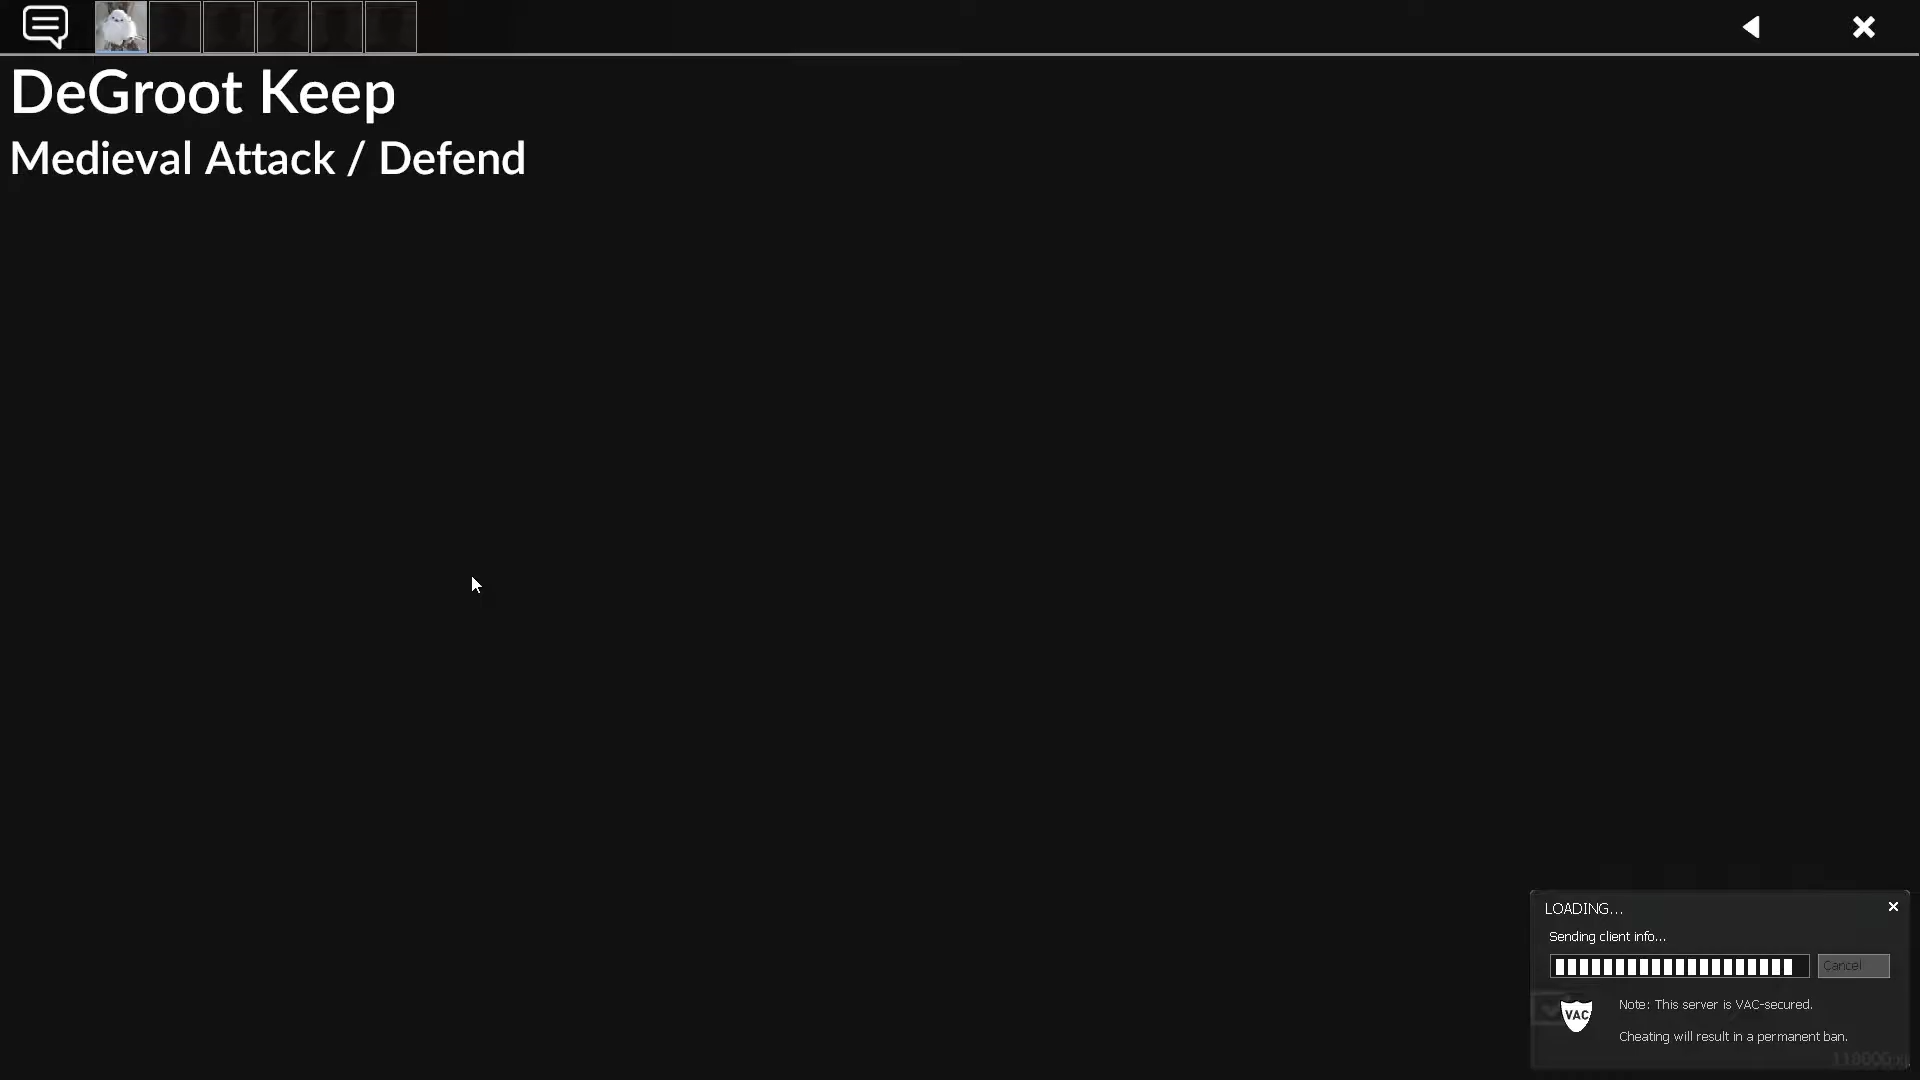 DeGroot Keep
Medieval Attack / Defend
LOADING...
Sending client info...
Cancel
VAC
Note: This server is VAC-secured.
Cheating will result in a permanent ban.